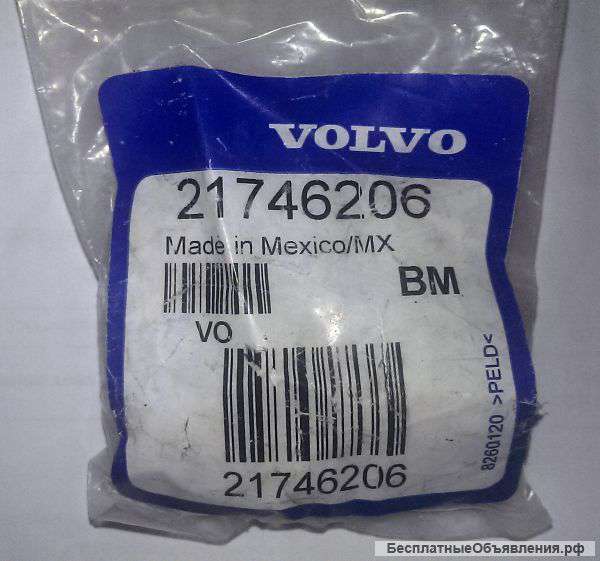 VOLVO
21746206
Made in Mexico/MX
BM
VO
21746206
8260120 >PELD<
БесплатныеОбъявления.рф